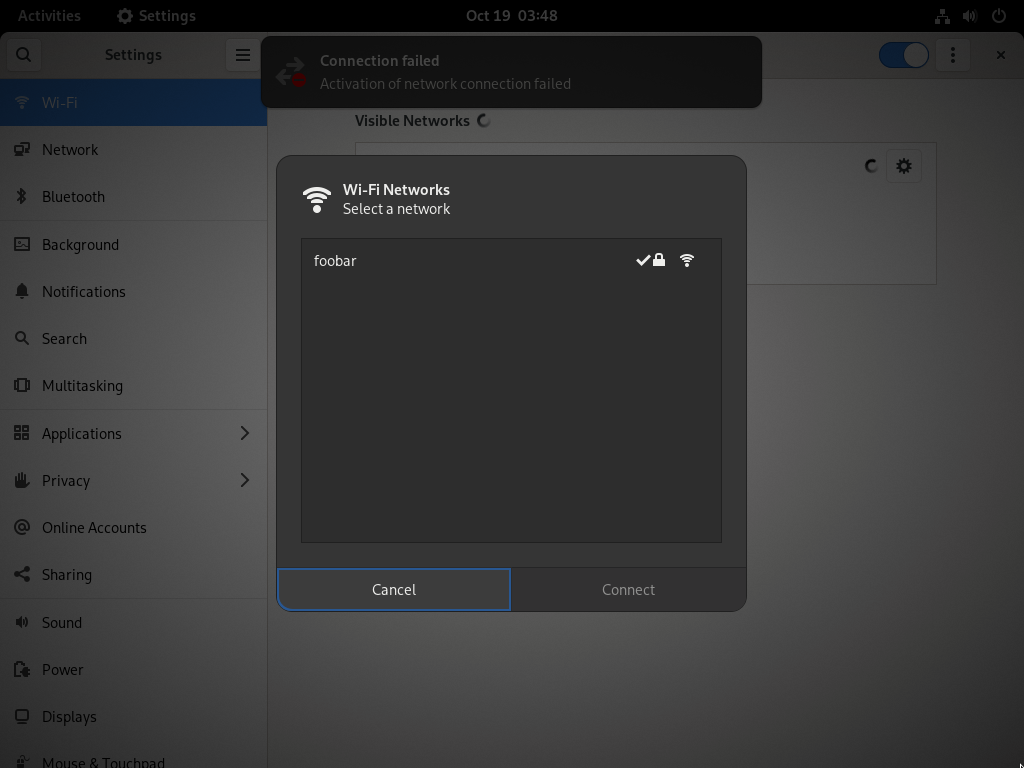 Activities
Settings
Oct 19 03:48
Settings
Connection failed
Activation of network connection failed
Wi-Fi
Network
Bluetooth
Background
Notifications
Search
Multitasking
Applications
Privacy
Online Accounts
Sharing
Sound
Power
Displays
Mouse & Touchpad
Visible Networks
Wi-Fi Networks
Select a network
foobar
Cancel
Connect